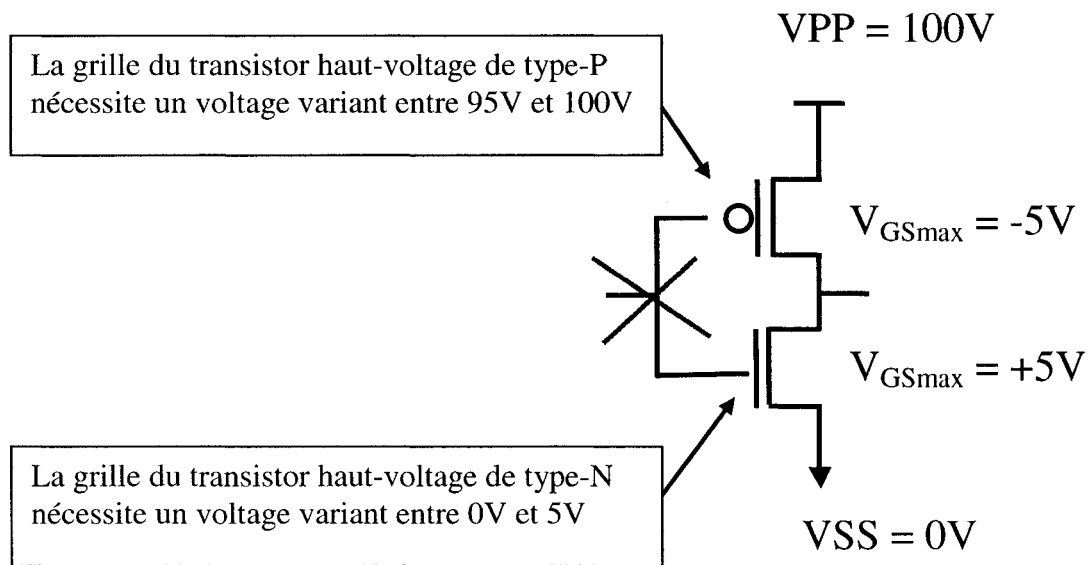 VPP = 100V
La grille du transistor haut-voltage de type-P
nécessite un voltage variant entre 95V et 100V
VGSmax = -5V
VGSmax = +5V
La grille du transistor haut-voltage de type-N
nécessite un voltage variant entre 0V et 5V
VSS = 0V